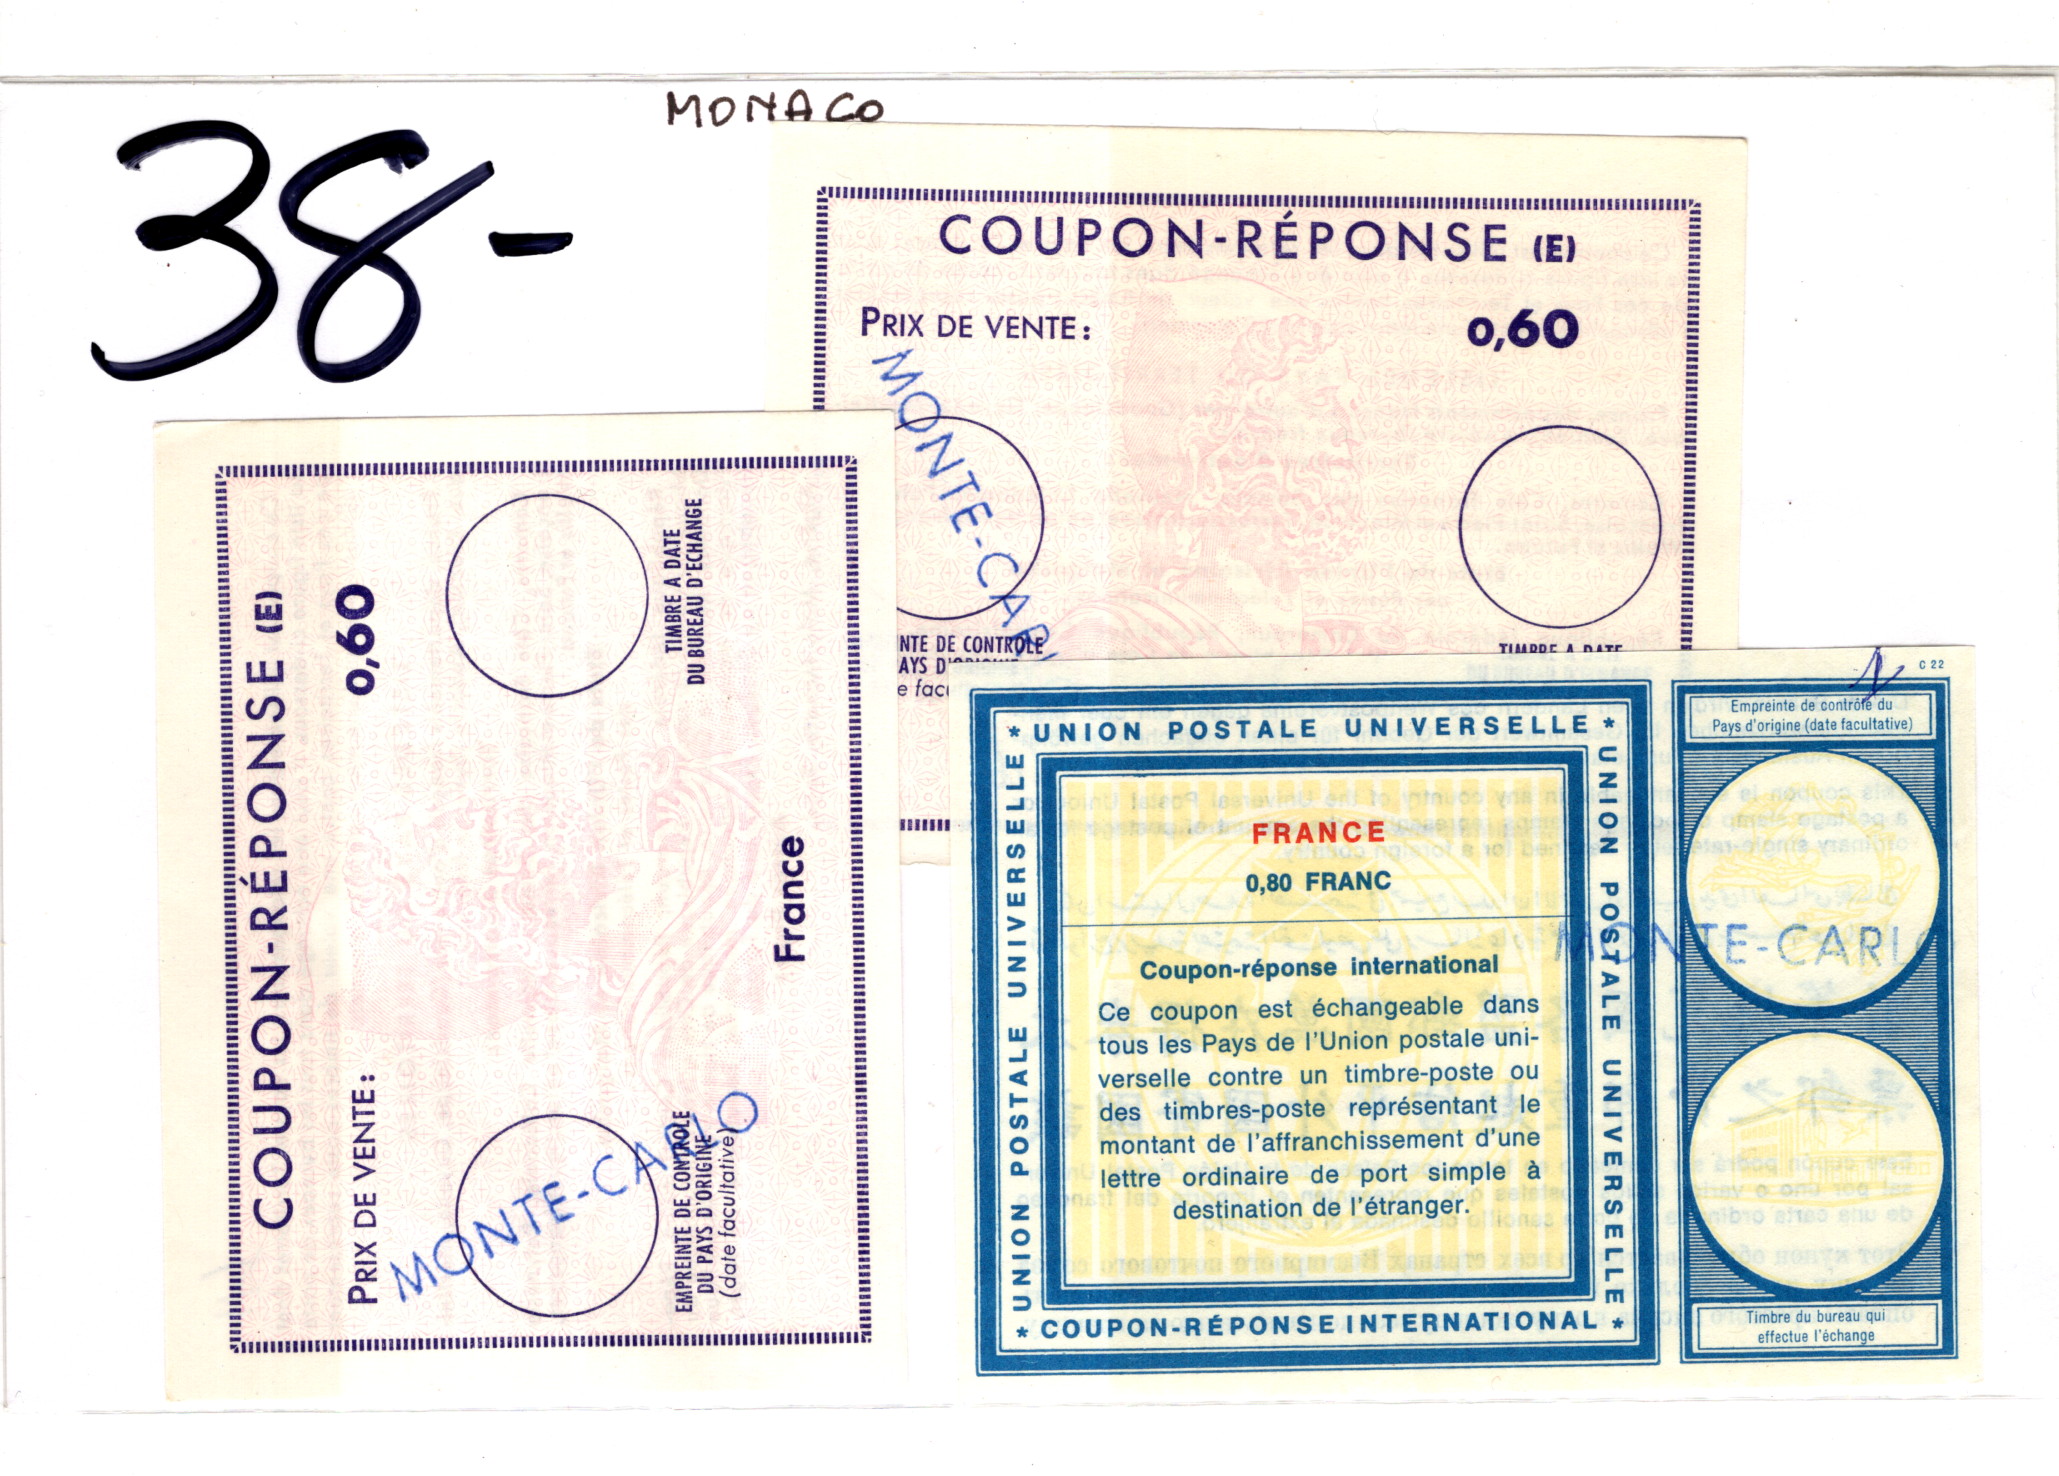 MONACO
38-
COUPON-RÉPONSE (E)
PRIX DE VENTE: 0,60
MONTE-CARL
NTE DE CONTRÔLE
AYS D'ORIGINE
e fac
TIMBRE A DATE
COUPON-RÉPONSE (E)
PRIX DE VENTE: 0,60
TIMBRE A DATE
DU BUREAU D'ECHANGE
EMPREINTE DE CONTRÔLE
DU PAYS D'ORIGINE
(date facultative)
MONTE-CARLO
France
C 22
* UNION POSTALE UNIVERSELLE *
UNION POSTALE UNIVERSELLE
UNION POSTALE UNIVERSELLE
FRANCE
0,80 FRANC
Coupon-réponse international
Ce coupon est échangeable dans
tous les Pays de l'Union postale uni-
verselle contre un timbre-poste ou
des timbres-poste représentant le
montant de l'affranchissement d'une
lettre ordinaire de port simple à
destination de l'étranger.
* COUPON-RÉPONSE INTERNATIONAL *
Empreinte de contrôle du
Pays d'origine (date facultative)
MONTE-CARLO
Timbre du bureau qui
effectue l'échange